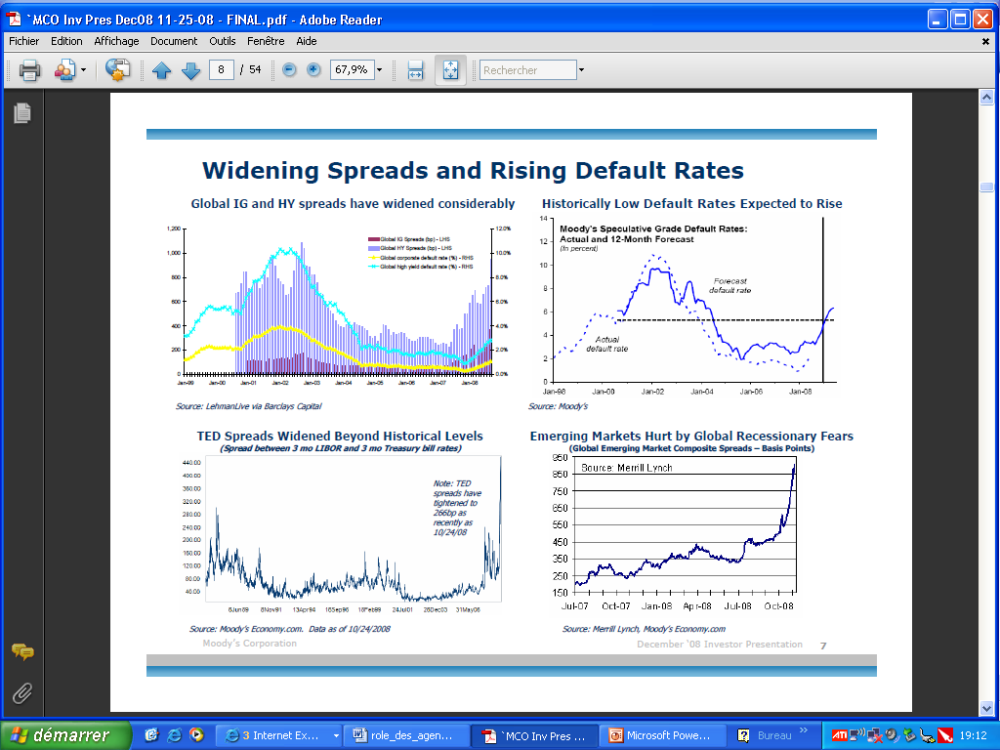 `MCO Inv Pres Dec08 11-25-08 - FINAL.pdf - Adobe Reader
Fichier Edition Affichage Document Outils Fenêtre Aide
8 / 54 67,9% Rechercher
Widening Spreads and Rising Default Rates
Global IG and HY spreads have widened considerably
1,200
1,000
800
600
400
200
0
12.0%
10.0%
8.0%
6.0%
4.0%
2.0%
0.0%
Global IG Spreads (bp) - LHS
Global HY Spreads (bp) - LHS
Global corporate default rate (%) - RHS
Global high yield default rate (%) - RHS
Jan-99 Jan-00 Jan-01 Jan-02 Jan-03 Jan-04 Jan-05 Jan-06 Jan-07 Jan-08
Source: LehmanLive via Barclays Capital
Historically Low Default Rates Expected to Rise
14
12
10
8
6
4
2
0
Moody's Speculative Grade Default Rates:
Actual and 12-Month Forecast
(In percent)
Forecast
default rate
Actual
default rate
Jan-98 Jan-00 Jan-02 Jan-04 Jan-06 Jan-08
Source: Moody's
TED Spreads Widened Beyond Historical Levels
(Spread between 3 mo LIBOR and 3 mo Treasury bill rates)
440.00
400.00
360.00
320.00
280.00
240.00
200.00
160.00
120.00
80.00
40.00
Note: TED
spreads have
tightened to
266bp as
recently as
10/24/08
6Jun89 8Nov91 13Apr94 16Sep96 18Feb99 24Jul01 26Dec03 31May06
Source: Moody's Economy.com. Data as of 10/24/2008
Emerging Markets Hurt by Global Recessionary Fears
(Global Emerging Market Composite Spreads – Basis Points)
950
850
750
650
550
450
350
250
150
Source: Merrill Lynch
Jul-07 Oct-07 Jan-08 Apr-08 Jul-08 Oct-08
Source: Merrill Lynch, Moody's Economy.com
Moody's Corporation
December '08 Investor Presentation 7
démarrer 3 Internet Ex... role_des_agen... `MCO Inv Pres ... Microsoft Powe... Bureau » ATI 19:12